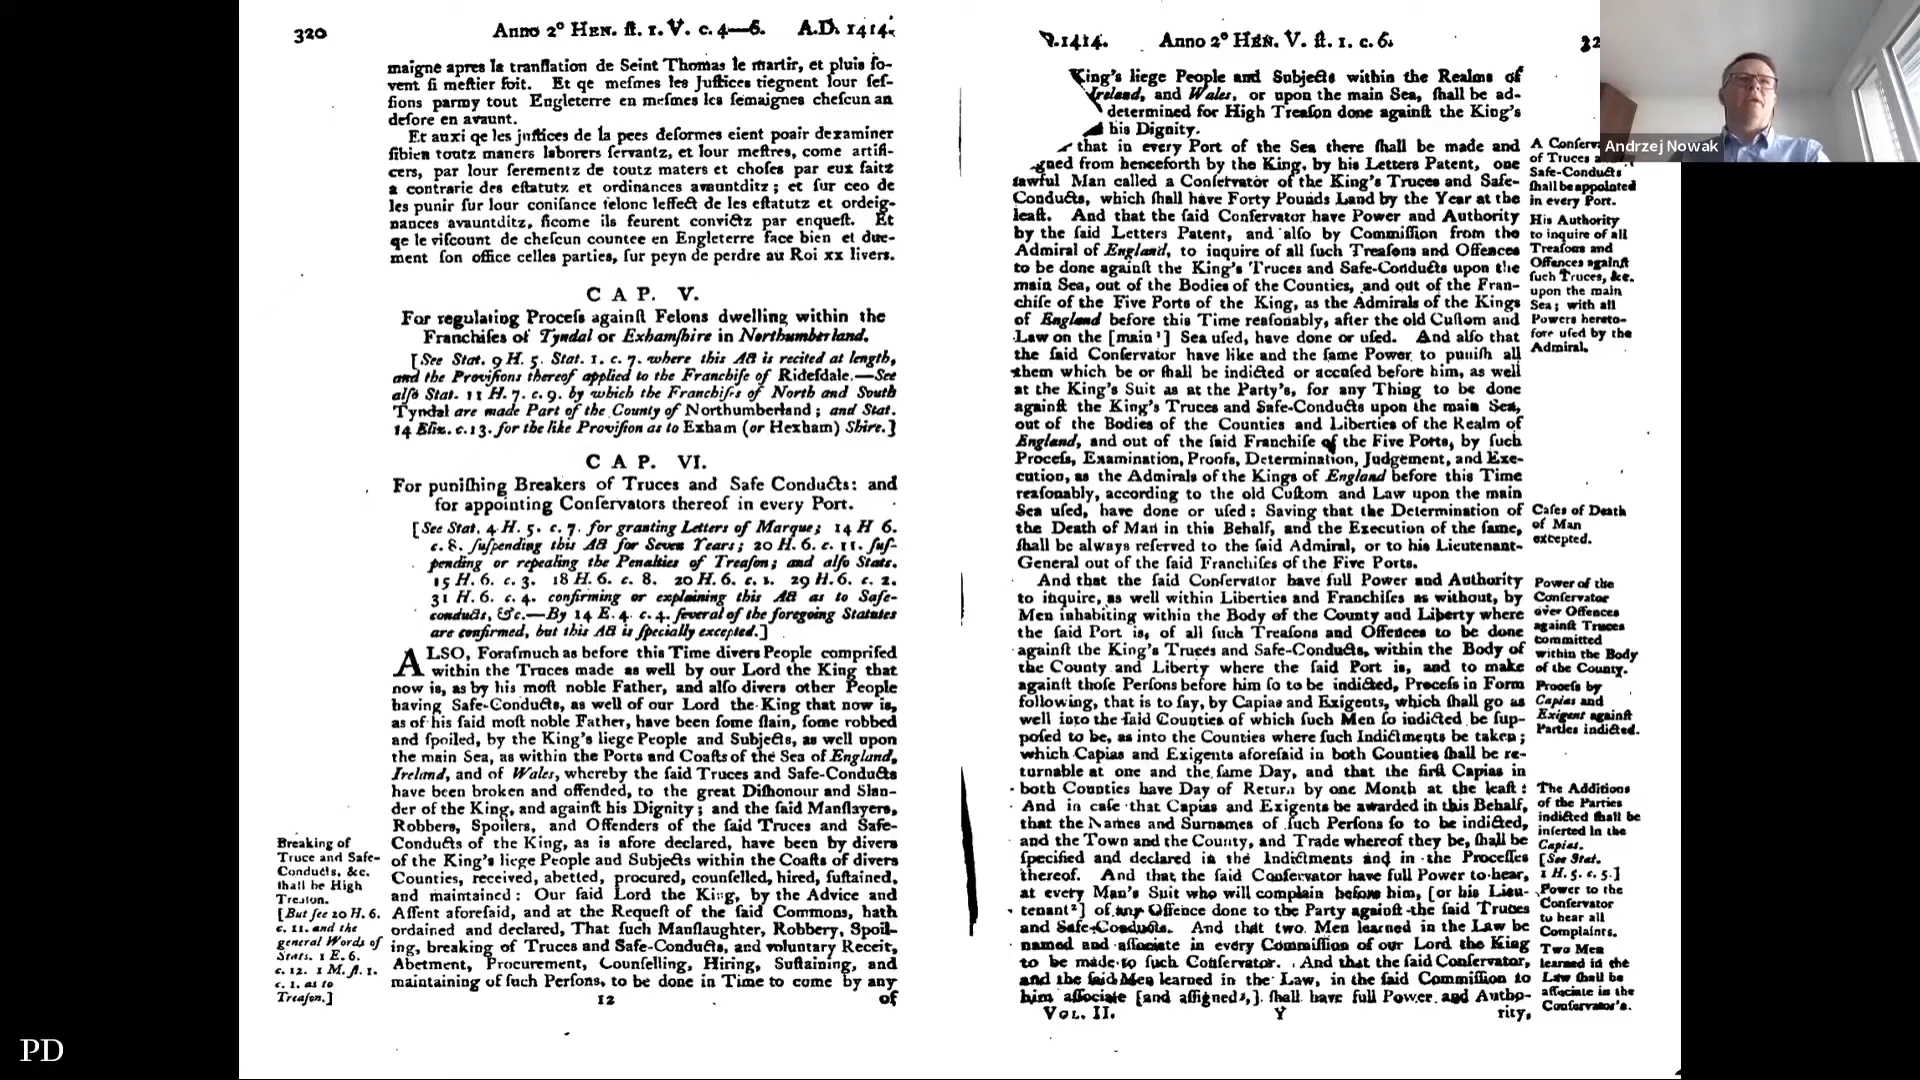 320 Anno 2º HEN. ſt. 1. V. c. 4—6. A.D. 1414.
maigne apres la tranſlation de Seint Thomas le martir, et pluis ſo-
vent ſi meſtier ſoit. Et qe meſmes les Juſtices tiegnent lour ſeſ-
ſions parmy tout Engleterre en meſmes les ſemaignes cheſcun an
deſore en avaunt.
Et auxi qe les juſtices de la pees deſormes eient poair dexaminer
ſibien toutz maners laborers ſervantz, et lour meſtres, come artifi-
cers, par lour ſerementz de toutz maters et choſes par eux faitz
a contrarie des eſtatutz et ordinances avauntditz; et ſur ceo de
les punir ſur lour coniſance ſelonc leffect de les eſtatutz et ordeig-
nances avauntditz, ſicome ils feurent convictz par enqueſt. Et
qe le viſcount de cheſcun countee en Engleterre face bien et due-
ment ſon office celles parties, ſur peyn de perdre au Roi xx livers.
CAP. V.
For regulating Proceſs againſt Felons dwelling within the
Franchiſes of Tyndal or Exhamſhire in Northumberland.
[See Stat. 9 H. 5. Stat. 1. c. 7. where this Act is recited at length,
and the Proviſions thereof applied to the Franchiſe of Rideſdale.—See
alſo Stat. 11 H. 7. c. 9. by which the Franchiſes of North and South
Tyndal are made Part of the County of Northumberland; and Stat.
14 Eliz. c. 13. for the like Proviſion as to Exham (or Hexham) Shire.]
CAP. VI.
For puniſhing Breakers of Truces and Safe Conducts: and
for appointing Conſervators thereof in every Port.
[See Stat. 4 H. 5. c. 7. for granting Letters of Marque; 14 H 6.
c. 8. ſuſpending this Act for Seven Years; 20 H. 6. c. 11. ſuſ-
pending or repealing the Penalties of Treaſon; and alſo Stats.
15 H. 6. c. 3. 18 H. 6. c. 8. 20 H. 6. c. 1. 29 H. 6. c. 2.
31 H. 6. c. 4. confirming or explaining this Act as to Safe-
conducts, &c.—By 14 E. 4. c. 4. ſeveral of the foregoing Statutes
are confirmed, but this Act is ſpecially excepted.]
ALSO, Foraſmuch as before this Time divers People compriſed
within the Truces made as well by our Lord the King that
now is, as by his moſt noble Father, and alſo divers other People
having Safe-Conducts, as well of our Lord the King that now is,
as of his ſaid moſt noble Father, have been ſome ſlain, ſome robbed
and ſpoiled, by the King's liege People and Subjects, as well upon
the main Sea, as within the Ports and Coaſts of the Sea of England,
Ireland, and of Wales, whereby the ſaid Truces and Safe-Conducts
have been broken and offended, to the great Diſhonour and Slan-
der of the King, and againſt his Dignity; and the ſaid Manſlayers,
Robbers, Spoilers, and Offenders of the ſaid Truces and Safe-
Conducts of the King, as is afore declared, have been by divers
of the King's liege People and Subjects within the Coaſts of divers
Counties, received, abetted, procured, counſelled, hired, ſuſtained,
and maintained: Our ſaid Lord the King, by the Advice and
Aſſent aforeſaid, and at the Requeſt of the ſaid Commons, hath
ordained and declared, That ſuch Manſlaughter, Robbery, Spoil-
ing, breaking of Truces and Safe-Conducts, and voluntary Receit,
Abetment, Procurement, Counſelling, Hiring, Suſtaining, and
maintaining of ſuch Perſons, to be done in Time to come by any
12 of
Breaking of
Truce and Safe-
Conducts, &c.
ſhall be High
Treaſon.
[But ſee 20 H. 6.
c. 11. and the
general Words of
Stats. 1 E. 6.
c. 12. 1 M. ſt. 1.
c. 1. as to
Treaſon.]
.1414. Anno 2º HEN. V. ſt. 1. c. 6. 32
King's liege People and Subjects within the Realms of
Ireland, and Wales, or upon the main Sea, ſhall be ad-
determined for High Treaſon done againſt the King's
his Dignity.
that in every Port of the Sea there ſhall be made and
gned from henceforth by the King, by his Letters Patent, one
lawful Man called a Conſervator of the King's Truces and Safe-
Conducts, which ſhall have Forty Pounds Land by the Year at the
leaſt. And that the ſaid Conſervator have Power and Authority
by the ſaid Letters Patent, and alſo by Commiſſion from the
Admiral of England, to inquire of all ſuch Treaſons and Offences
to be done againſt the King's Truces and Safe-Conducts upon the
main Sea, out of the Bodies of the Counties, and out of the Fran-
chiſe of the Five Ports of the King, as the Admirals of the Kings
of England before this Time reaſonably, after the old Cuſtom and
Law on the [main¹] Sea uſed, have done or uſed. And alſo that
the ſaid Conſervator have like and the ſame Power to puniſh all
them which be or ſhall be indicted or accuſed before him, as well
at the King's Suit as at the Party's, for any Thing to be done
againſt the King's Truces and Safe-Conducts upon the main Sea,
out of the Bodies of the Counties and Liberties of the Realm of
England, and out of the ſaid Franchiſe of the Five Ports, by ſuch
Proceſs, Examination, Proofs, Determination, Judgement, and Exe-
cution, as the Admirals of the Kings of England before this Time
reaſonably, according to the old Cuſtom and Law upon the main
Sea uſed, have done or uſed: Saving that the Determination of
the Death of Man in this Behalf, and the Execution of the ſame,
ſhall be always referred to the ſaid Admiral, or to his Lieutenant-
General out of the ſaid Franchiſes of the Five Ports.
And that the ſaid Conſervator have full Power and Authority
to inquire, as well within Liberties and Franchiſes as without, by
Men inhabiting within the Body of the County and Liberty where
the ſaid Port is, of all ſuch Treaſons and Offences to be done
againſt the King's Truces and Safe-Conducts, within the Body of
the County and Liberty where the ſaid Port is, and to make
againſt thoſe Perſons before him ſo to be indicted, Proceſs in Form
following, that is to ſay, by Capias and Exigents, which ſhall go as
well into the ſaid Counties of which ſuch Men ſo indicted be ſup-
poſed to be, as into the Counties where ſuch Indictments be taken;
which Capias and Exigents aforeſaid in both Counties ſhall be re-
turnable at one and the ſame Day, and that the firſt Capias in
both Counties have Day of Return by one Month at the leaſt:
And in caſe that Capias and Exigents be awarded in this Behalf,
that the Names and Surnames of ſuch Perſons ſo to be indicted,
and the Town and the County, and Trade whereof they be, ſhall be
ſpecified and declared in the Indictments and in the Proceſſes
thereof. And that the ſaid Conſervator have full Power to hear,
at every Man's Suit who will complain before him, [or his Lieu-
tenant²] of any Offence done to the Party againſt the ſaid Truces
and Safe-Conducts. And that two Men learned in the Law be
named and aſſociate in every Commiſſion of our Lord the King
to be made to ſuch Conſervator. And that the ſaid Conſervator,
and the ſaid Men learned in the Law, in the ſaid Commiſſion to
him aſſociate [and aſſigned³,] ſhall have full Power and Autho-
VOL. II. Y rity,
A Conſerv
of Truces
Safe-Conducts
ſhall be appointed
in every Port.
His Authority
to inquire of all
Treaſons and
Offences againſt
ſuch Truces, &c.
upon the main
Sea; with all
Powers hereto-
fore uſed by the
Admiral.
Caſes of Death
of Man
excepted.
Power of the
Conſervator
over Offences
againſt Truces
committed
within the Body
of the County.
Proceſs by
Capias and
Exigent againſt
Parties indicted.
The Additions
of the Parties
indicted ſhall be
inſerted in the
Capias.
[See Stat.
1 H. 5. c. 5.]
Power to the
Conſervator
to hear all
Complaints.
Two Men
learned in the
Law ſhall be
aſſociate in the
Conſervator's.
Andrzej Nowak
PD